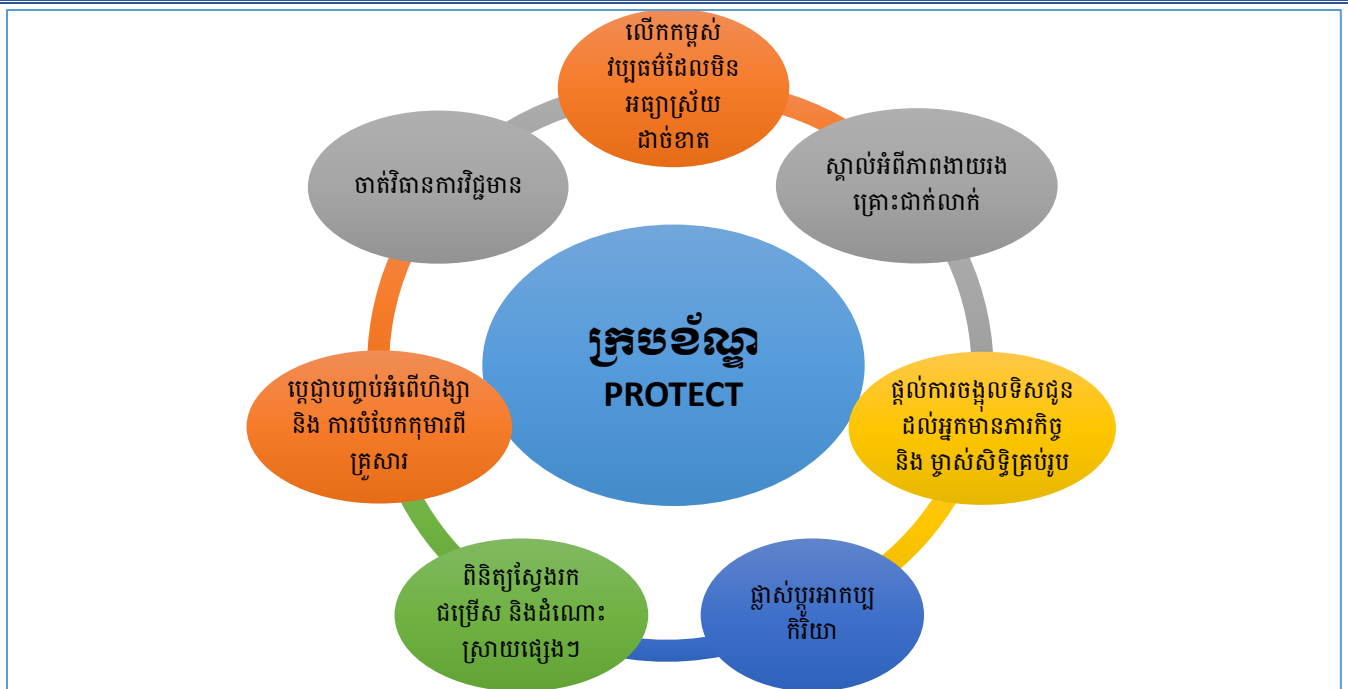 លើកកម្ពស់
វប្បធម៌ដែលមិន
អធ្យាស្រ័យ
ដាច់ខាត
ស្គាល់អំពីភាពងាយរង
គ្រោះជាក់លាក់
ផ្តល់ការចង្អុលទិសជូន
ដល់អ្នកមានភារកិច្ច
និង ម្ចាស់សិទ្ធិគ្រប់រូប
ផ្លាស់ប្តូរអាកប្ប
កិរិយា
ពិនិត្យស្វែងរក
ជម្រើស និងដំណោះ
ស្រាយផ្សេងៗ
ប្តេជ្ញាបញ្ចប់អំពើហិង្សា
និង ការបំបែកកុមារពី
គ្រួសារ
ចាត់វិធានការវិជ្ជមាន
ក្របខ័ណ្ឌ
PROTECT